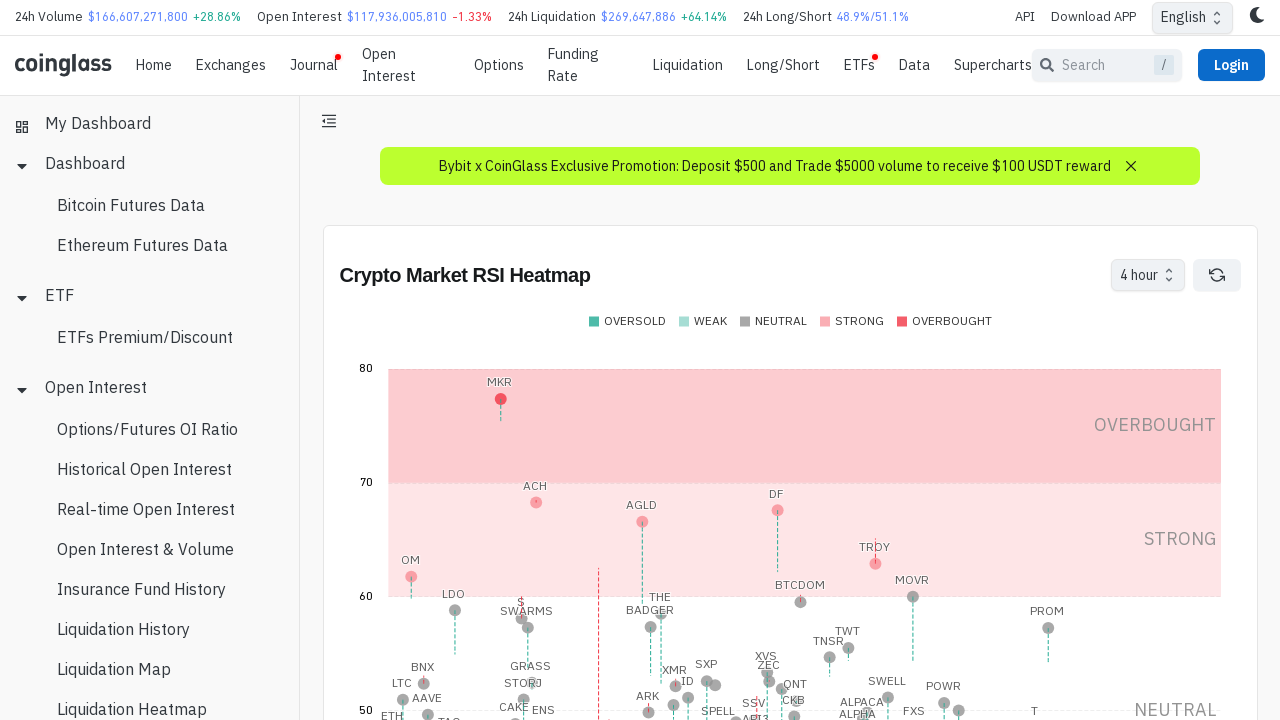 24h Volume $166,607,271,800 +28.86% Open Interest $117,936,005,810 -1.33% 24h Liquidation $269,647,886 +64.14% 24h Long/Short 48.9%/51.1% API Download APP English
coinglass Home Exchanges Journal Open Interest Options Funding Rate Liquidation Long/Short ETFs Data Supercharts Search / Login
My Dashboard
Dashboard
Bitcoin Futures Data
Ethereum Futures Data
ETF
ETFs Premium/Discount
Open Interest
Options/Futures OI Ratio
Historical Open Interest
Real-time Open Interest
Open Interest & Volume
Insurance Fund History
Liquidation History
Liquidation Map
Liquidation Heatmap
Bybit x CoinGlass Exclusive Promotion: Deposit $500 and Trade $5000 volume to receive $100 USDT reward
Crypto Market RSI Heatmap 4 hour
OVERSOLD WEAK NEUTRAL STRONG OVERBOUGHT
80
MKR
OVERBOUGHT
70
ACH
DF
AGLD
STRONG
TROY
OM
BTCDOM
MOVR
60
LDO
$
THE
SWARMS
BADGER
PROM
TWT
TNSR
XVS
ZEC
SXP
GRASS
BNX
XMR
LTC
STORJ
ID
QNT
SWELL
POWR
AAVE
ARK
CKB
ALPACA
SSV
CAKE
ENS
SPELL
ALPHA
FXS
T
50
NEUTRAL
ETH
API3